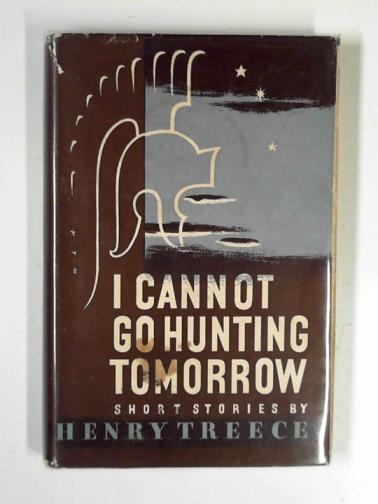 I CANNOT
GO HUNTING
TOMORROW
SHORT STORIES BY
HENRY TREECE